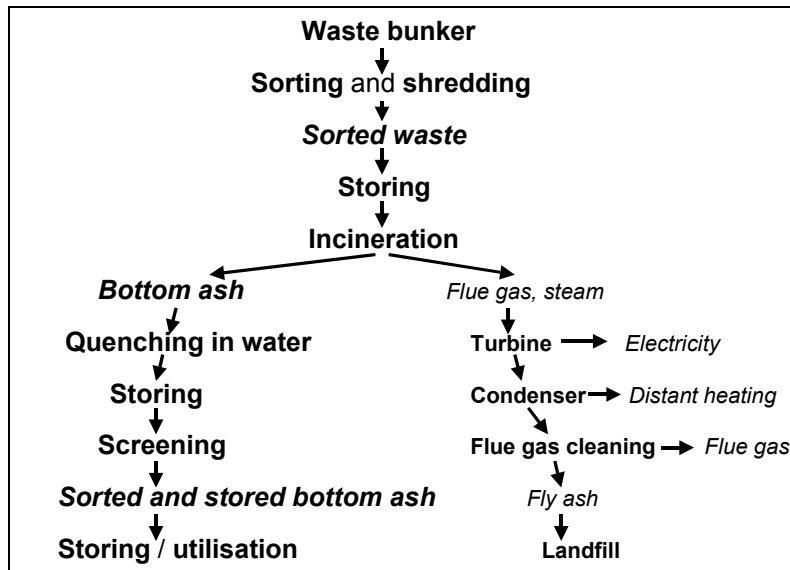 Waste bunker
Sorting and shredding
Sorted waste
Storing
Incineration
Bottom ash
Flue gas, steam
Quenching in water
Turbine
Electricity
Storing
Condenser
Distant heating
Screening
Flue gas cleaning
Flue gas
Sorted and stored bottom ash
Fly ash
Storing / utilisation
Landfill